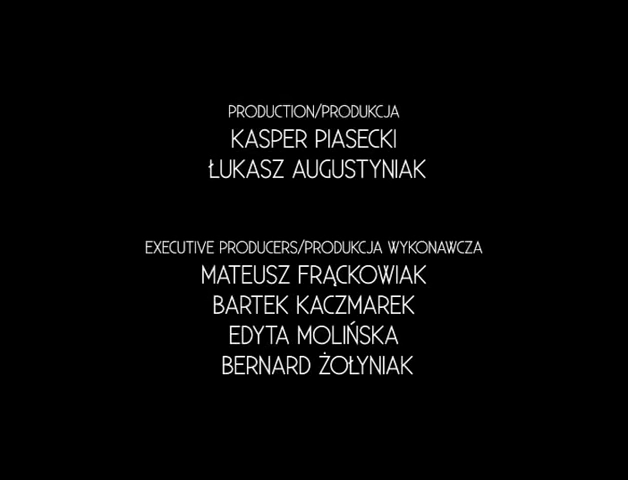 PRODUCTION/PRODUKCJA
KASPER PIASECKI
ŁUKASZ AUGUSTYNIAK
EXECUTIVE PRODUCERS/PRODUKCJA WYKONAWCZA
MATEUSZ FRĄCKOWIAK
BARTEK KACZMAREK
EDYTA MOLIŃSKA
BERNARD ŻOŁYNIAK